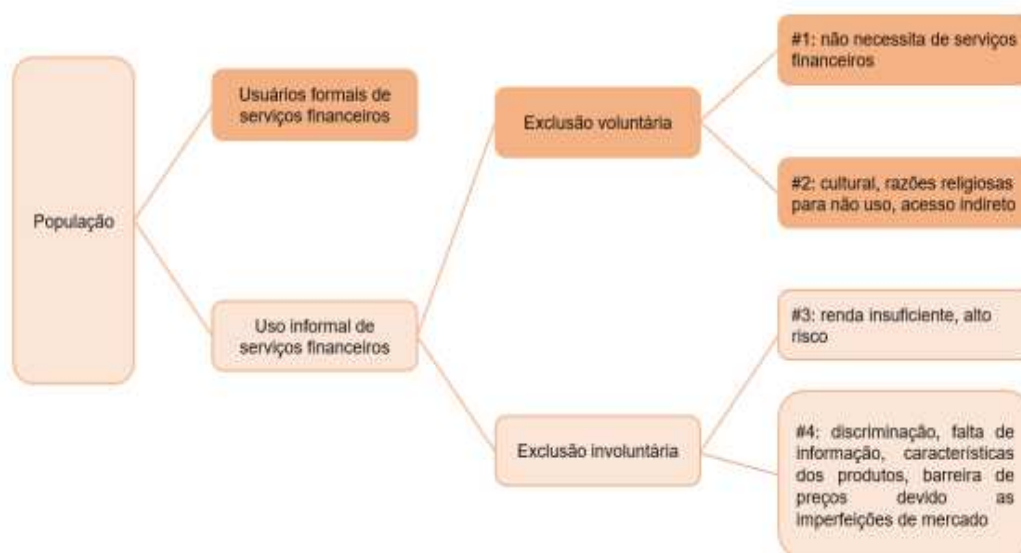 População
Usuários formais de
serviços financeiros
Uso informal de
serviços financeiros
Exclusão voluntária
Exclusão involuntária
#1: não necessita de serviços
financeiros
#2: cultural, razões religiosas
para não uso, acesso indireto
#3: renda insuficiente, alto
risco
#4: discriminação, falta de
informação, características
dos produtos, barreira de
preços devido as
imperfeições de mercado